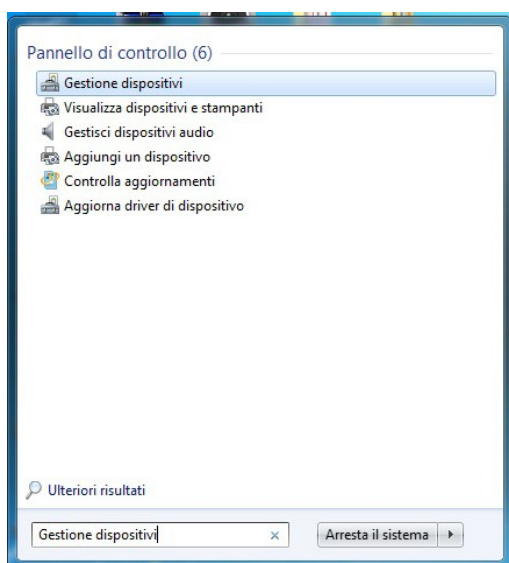 Pannello di controllo (6)
Gestione dispositivi
Visualizza dispositivi e stampanti
Gestisci dispositivi audio
Aggiungi un dispositivo
Controlla aggiornamenti
Aggiorna driver di dispositivo
Ulteriori risultati
Gestione dispositivi
Arresta il sistema